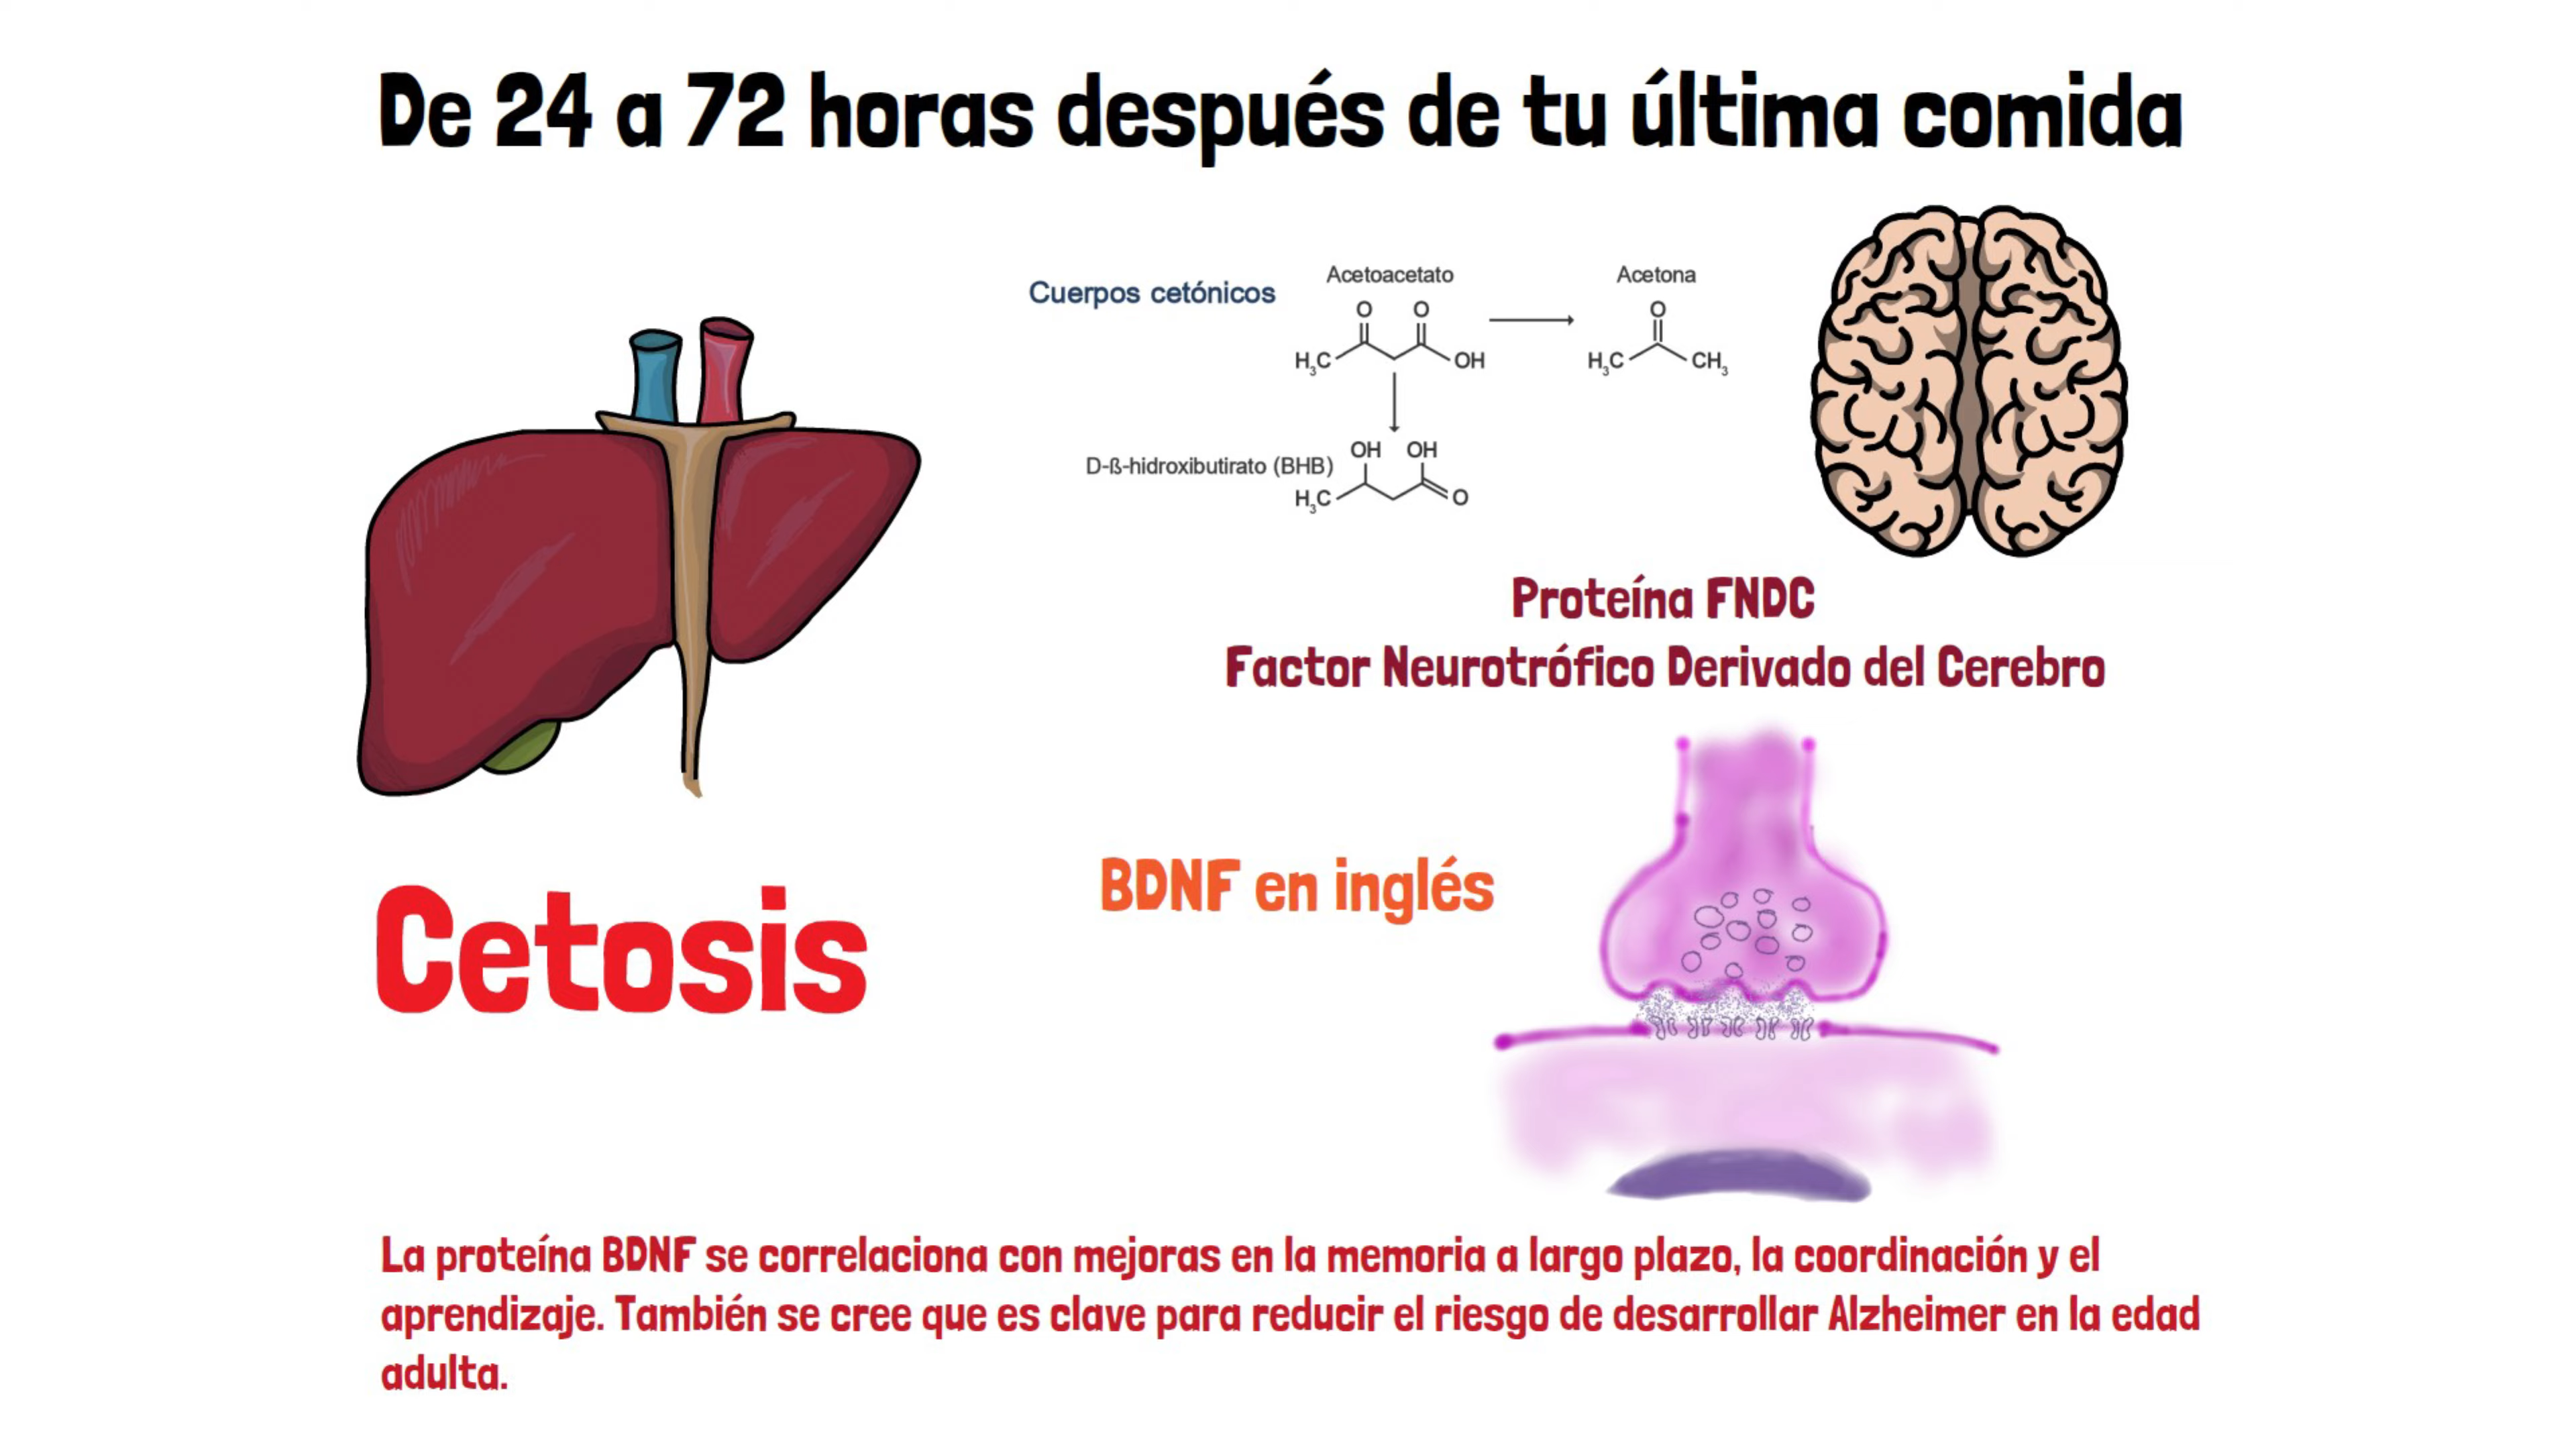 De 24 a 72 horas después de tu última comida
Cuerpos cetónicos
Acetoacetato
Acetona
O O
H3C OH
O
H3C CH3
D-ß-hidroxibutirato (BHB)
OH OH
H3C O
Proteína FNDC
Factor Neurotrófico Derivado del Cerebro
BDNF en inglés
Cetosis
La proteína BDNF se correlaciona con mejoras en la memoria a largo plazo, la coordinación y el
aprendizaje. También se cree que es clave para reducir el riesgo de desarrollar Alzheimer en la edad
adulta.